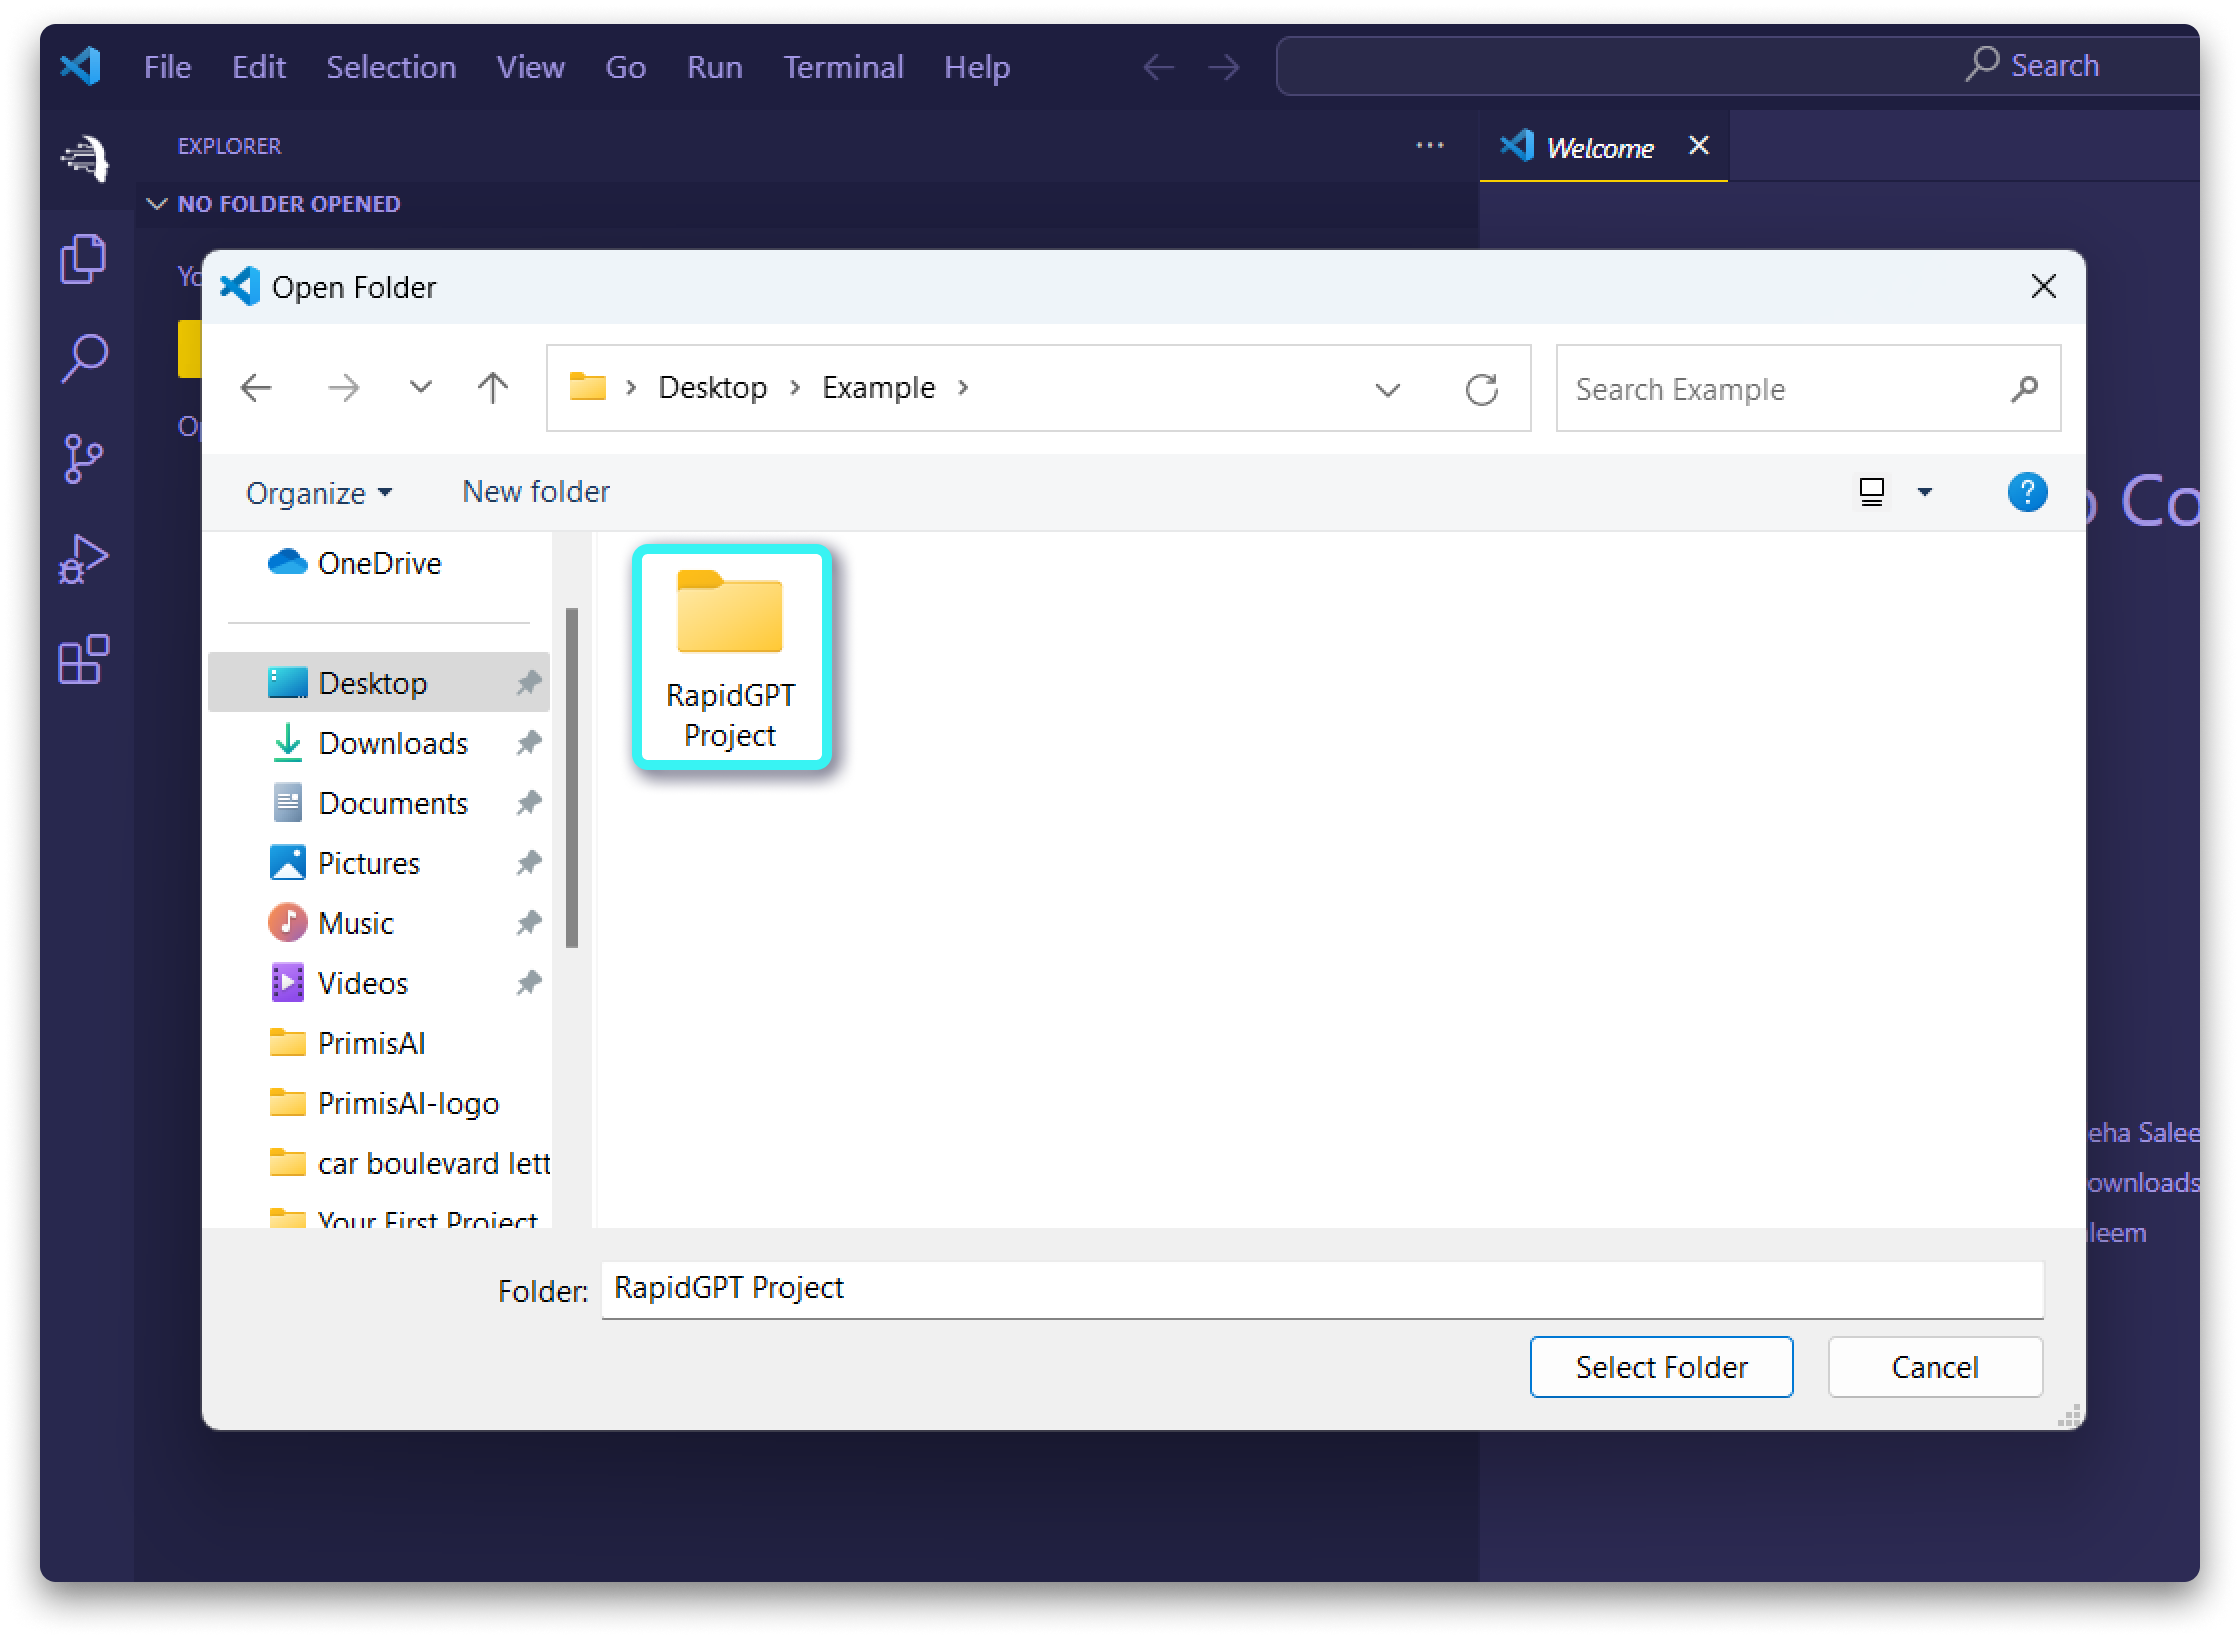 File Edit Selection View Go Run Terminal Help Search
EXPLORER ... Welcome
NO FOLDER OPENED
Open Folder
Desktop Example
Search Example
Organize New folder
OneDrive
Desktop
Downloads
Documents
Pictures
Music
Videos
PrimisAI
PrimisAI-logo
car boulevard lett
Your First Project
RapidGPT
Project
Co
eha Salee
ownloads
leem
Folder: RapidGPT Project
Select Folder Cancel